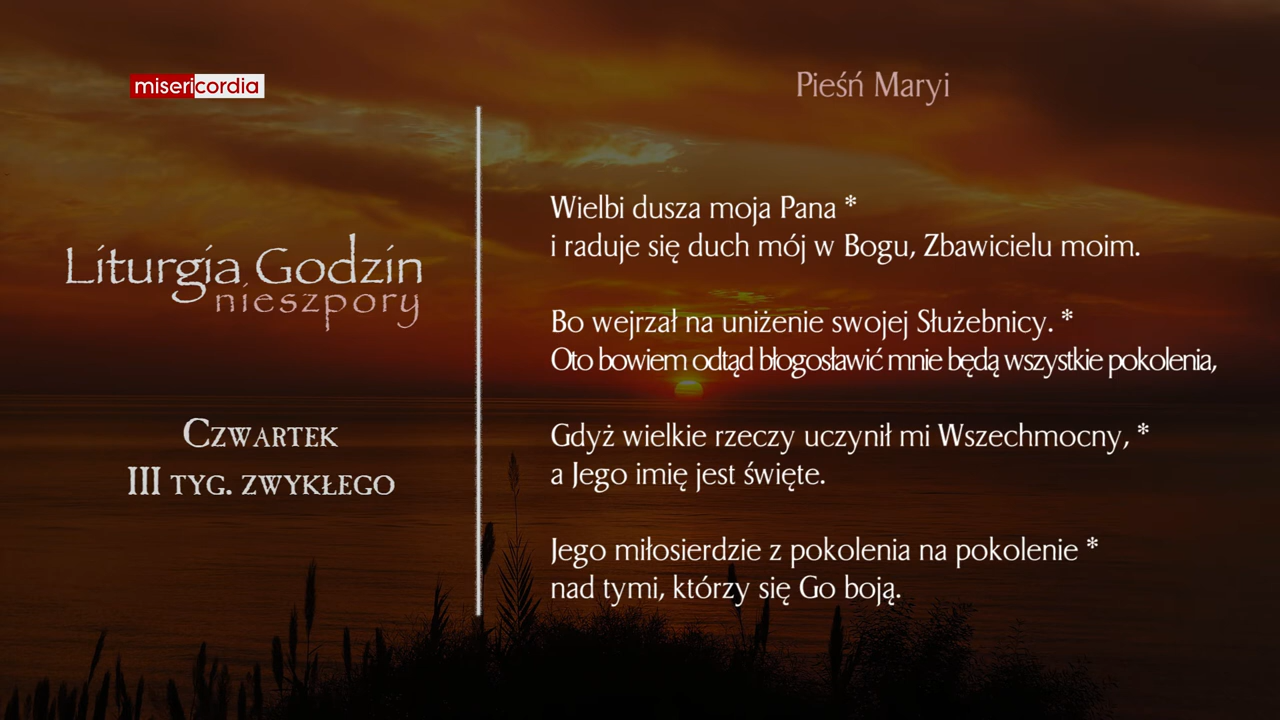 misericordia
Liturgia Godzin
nieszpory
Czwartek
III tyg. zwykłego
Pieśń Maryi
Wielbi dusza moja Pana *
i raduje się duch mój w Bogu, Zbawicielu moim.
Bo wejrzał na uniżenie swojej Służebnicy. *
Oto bowiem odtąd błogosławić mnie będą wszystkie pokolenia,
Gdyż wielkie rzeczy uczynił mi Wszechmocny, *
a Jego imię jest święte.
Jego miłosierdzie z pokolenia na pokolenie *
nad tymi, którzy się Go boją.